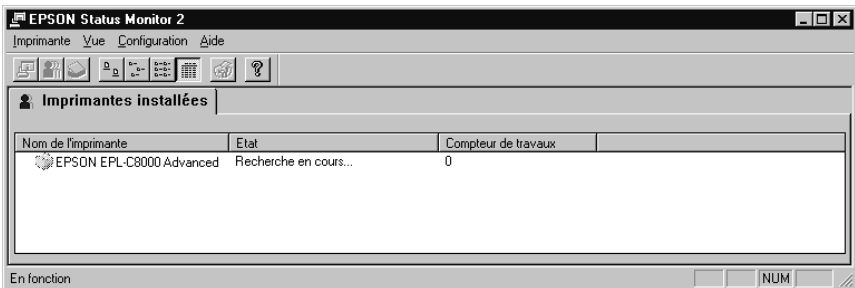 EPSON Status Monitor 2
Imprimante Vue Configuration Aide
Imprimantes installées
Nom de l'imprimante Etat Compteur de travaux
EPSON EPL-C8000 Advanced Recherche en cours... 0
En fonction NUM